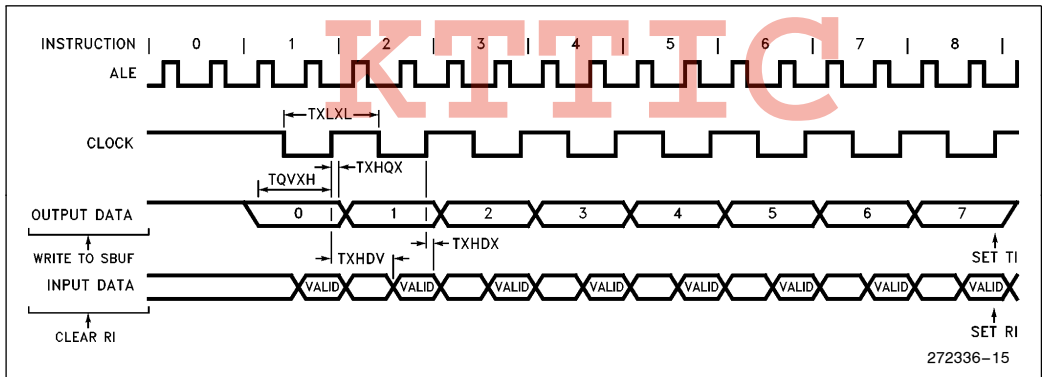 KTTIC
INSTRUCTION | 0 | 1 | 2 | 3 | 4 | 5 | 6 | 7 | 8 |
ALE
TXLXL
CLOCK
TXHQX
TQVXH
OUTPUT DATA 0 1 2 3 4 5 6 7
TXHDX
WRITE TO SBUF
TXHDV
SET TI
INPUT DATA VALID VALID VALID VALID VALID VALID VALID VALID
CLEAR RI
SET RI
272336–15